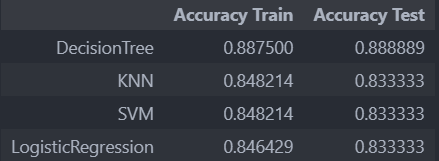 Accuracy Train Accuracy Test
DecisionTree 0.887500 0.888889
KNN 0.848214 0.833333
SVM 0.848214 0.833333
LogisticRegression 0.846429 0.833333